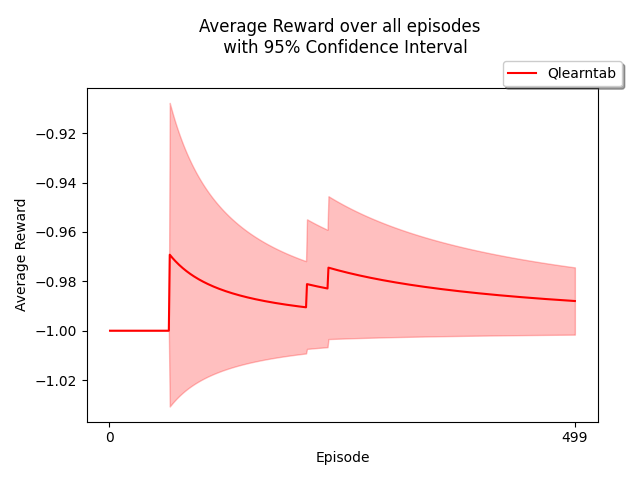 Average Reward over all episodes
with 95% Confidence Interval
Qlearntab
−0.92
−0.94
−0.96
−0.98
−1.00
−1.02
Average Reward
0
499
Episode